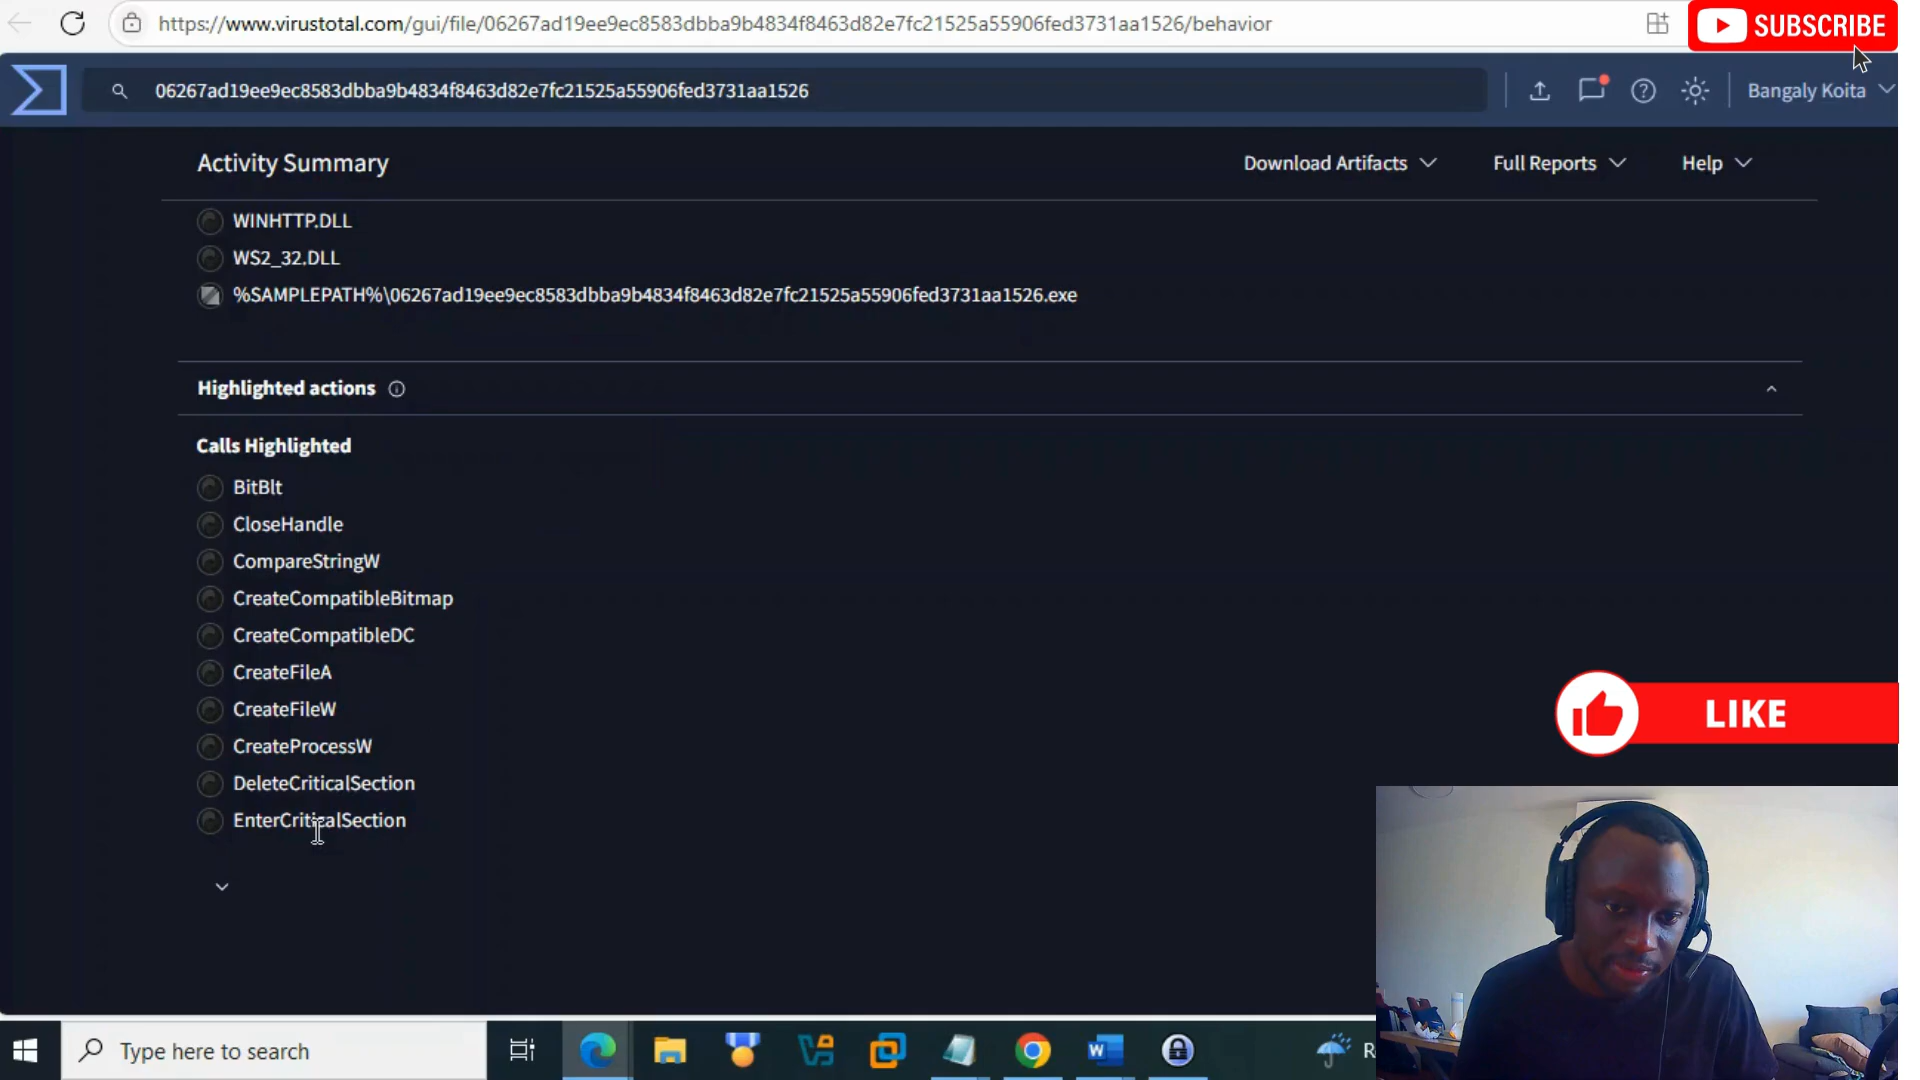 https://www.virustotal.com/gui/file/06267ad19ee9ec8583dbba9b4834f8463d82e7fc21525a55906fed3731aa1526/behavior
SUBSCRIBE
06267ad19ee9ec8583dbba9b4834f8463d82e7fc21525a55906fed3731aa1526
Bangaly Koita
Activity Summary
Download Artifacts
Full Reports
Help
WINHTTP.DLL
WS2_32.DLL
%SAMPLEPATH%\06267ad19ee9ec8583dbba9b4834f8463d82e7fc21525a55906fed3731aa1526.exe
Highlighted actions
Calls Highlighted
BitBlt
CloseHandle
CompareStringW
CreateCompatibleBitmap
CreateCompatibleDC
CreateFileA
CreateFileW
CreateProcessW
DeleteCriticalSection
EnterCriticalSection
LIKE
Type here to search